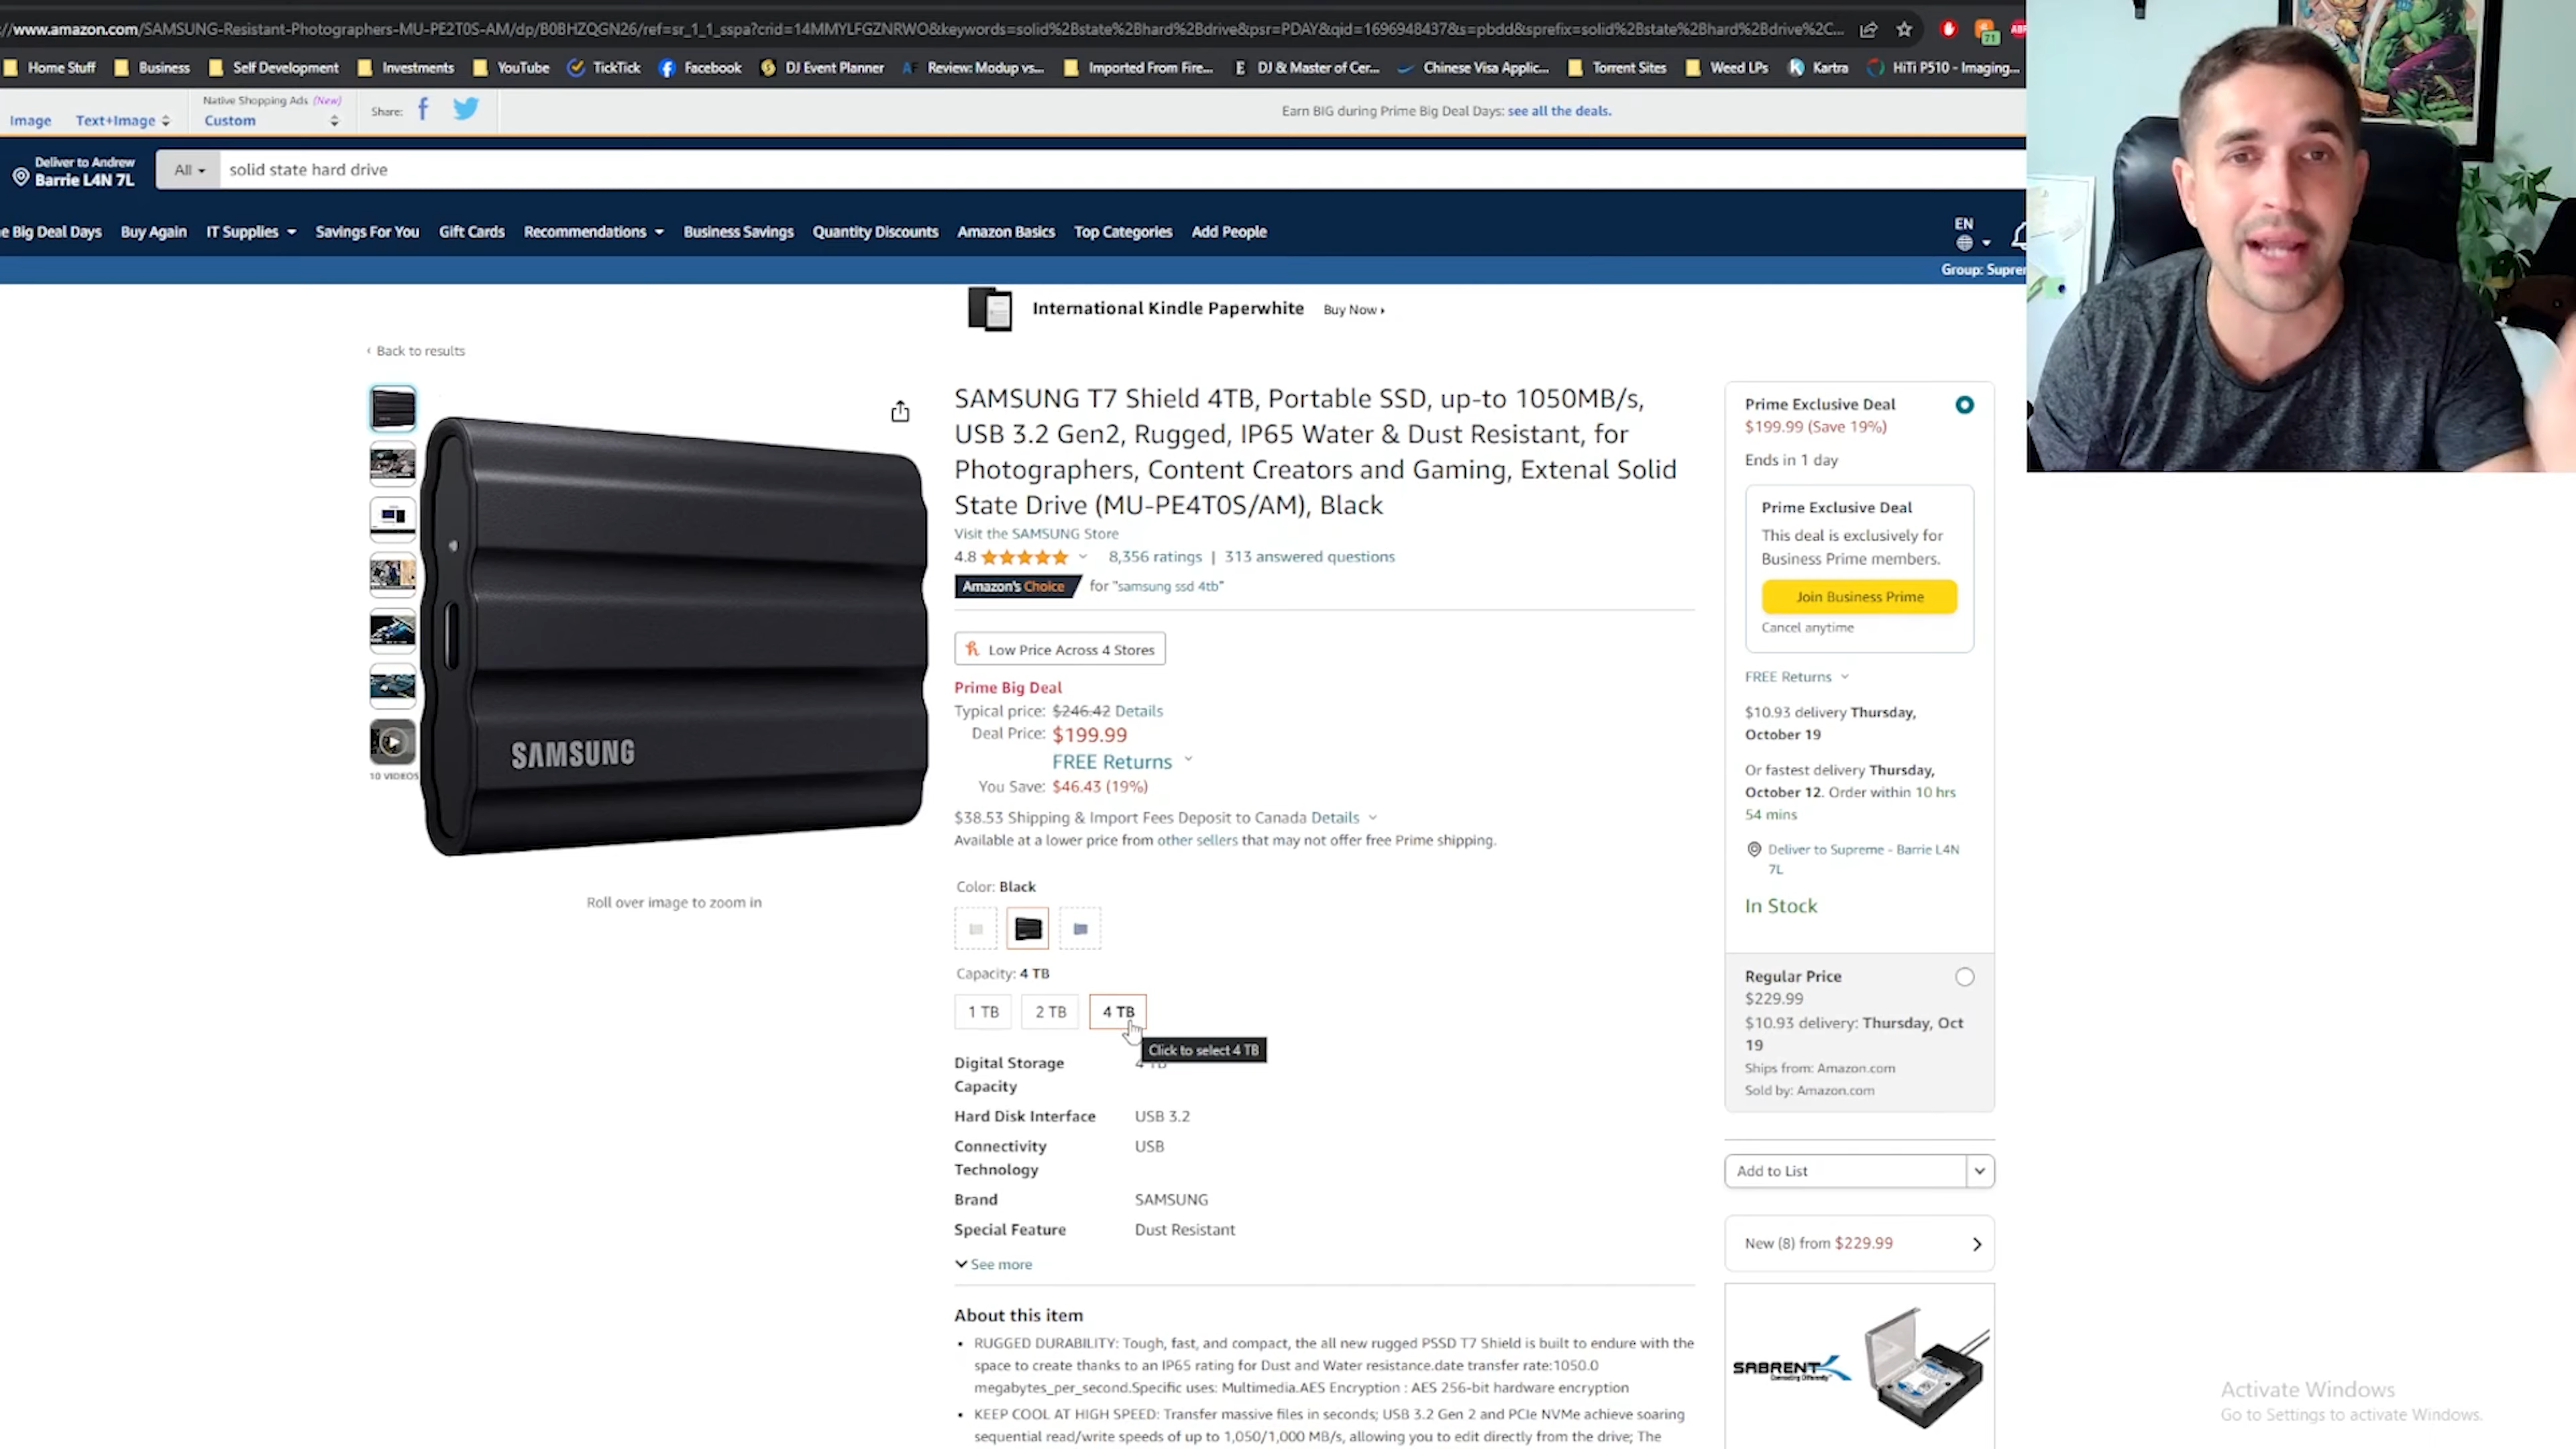 ://www.amazon.com/SAMSUNG-Resistant-Photographers-MU-PE2T0S-AM/dp/B0BHZQGN26/ref=sr_1_1_sspa?crid=14MMYLFGZNRWO&keywords=solid%2Bstate%2Bhard%2Bdrive&psr=PDAY&qid=1696948437&s=pbdd&sprefix=solid%2Bstate%2Bhard%2Bdrive%2C...
71
Home Stuff Business Self Development Investments YouTube TickTick Facebook DJ Event Planner Review: Modup vs... Imported From Fire... DJ & Master of Cer... Chinese Visa Applic... Torrent Sites Weed LPs Kartra HiTi P510 - Imaging...
Native Shopping Ads (New)
Image Text+Image Custom Share:
Earn BIG during Prime Big Deal Days: see all the deals.
Deliver to Andrew
Barrie L4N 7L
All solid state hard drive
e Big Deal Days Buy Again IT Supplies Savings For You Gift Cards Recommendations Business Savings Quantity Discounts Amazon Basics Top Categories Add People
EN
Group: Suprem
International Kindle Paperwhite Buy Now ›
‹ Back to results
SAMSUNG
10 VIDEOS
Roll over image to zoom in
SAMSUNG T7 Shield 4TB, Portable SSD, up-to 1050MB/s,
USB 3.2 Gen2, Rugged, IP65 Water & Dust Resistant, for
Photographers, Content Creators and Gaming, Extenal Solid
State Drive (MU-PE4T0S/AM), Black
Visit the SAMSUNG Store
4.8 8,356 ratings | 313 answered questions
Amazon's Choice for "samsung ssd 4tb"
Low Price Across 4 Stores
Prime Big Deal
Typical price: $246.42 Details
Deal Price: $199.99
FREE Returns
You Save: $46.43 (19%)
$38.53 Shipping & Import Fees Deposit to Canada Details
Available at a lower price from other sellers that may not offer free Prime shipping.
Color: Black
Capacity: 4 TB
1 TB 2 TB 4 TB
Click to select 4 TB
Digital Storage
Capacity
4 TB
Hard Disk Interface USB 3.2
Connectivity
Technology
USB
Brand SAMSUNG
Special Feature Dust Resistant
See more
About this item
• RUGGED DURABILITY: Tough, fast, and compact, the all new rugged PSSD T7 Shield is built to endure with the
space to create thanks to an IP65 rating for Dust and Water resistance.date transfer rate:1050.0
megabytes_per_second.Specific uses: Multimedia.AES Encryption : AES 256-bit hardware encryption
• KEEP COOL AT HIGH SPEED: Transfer massive files in seconds; USB 3.2 Gen 2 and PCIe NVMe achieve soaring
sequential read/write speeds of up to 1,050/1,000 MB/s, allowing you to edit directly from the drive; The
Prime Exclusive Deal
$199.99 (Save 19%)
Ends in 1 day
Prime Exclusive Deal
This deal is exclusively for
Business Prime members.
Join Business Prime
Cancel anytime
FREE Returns
$10.93 delivery Thursday,
October 19
Or fastest delivery Thursday,
October 12. Order within 10 hrs
54 mins
Deliver to Supreme - Barrie L4N
7L
In Stock
Regular Price
$229.99
$10.93 delivery: Thursday, Oct
19
Ships from: Amazon.com
Sold by: Amazon.com
Add to List
New (8) from $229.99
SABRENT
Activate Windows
Go to Settings to activate Windows.